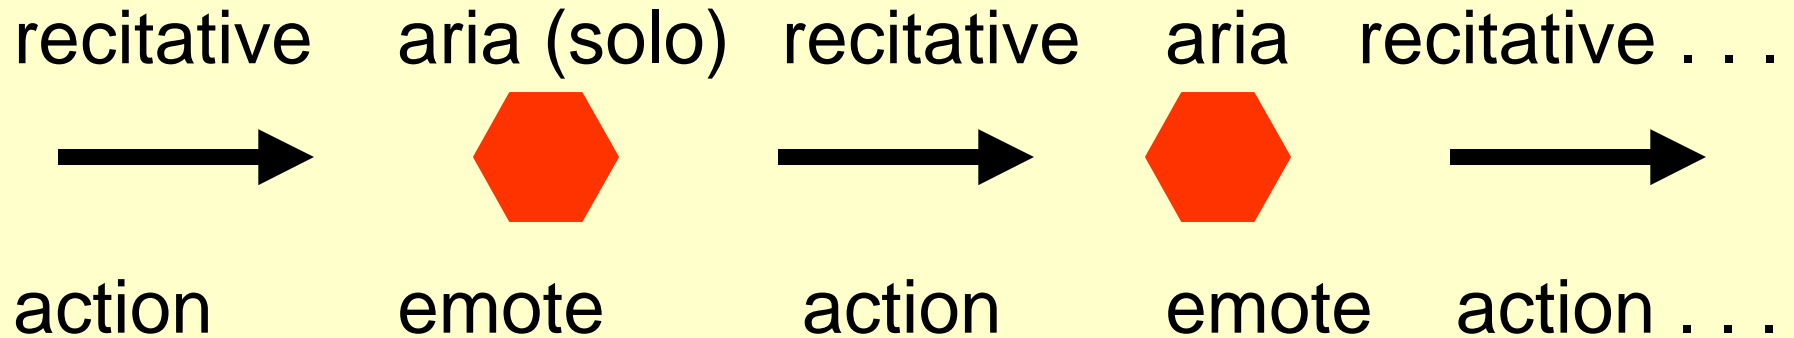 recitative aria (solo) recitative aria recitative . . .
action emote action emote action . . .